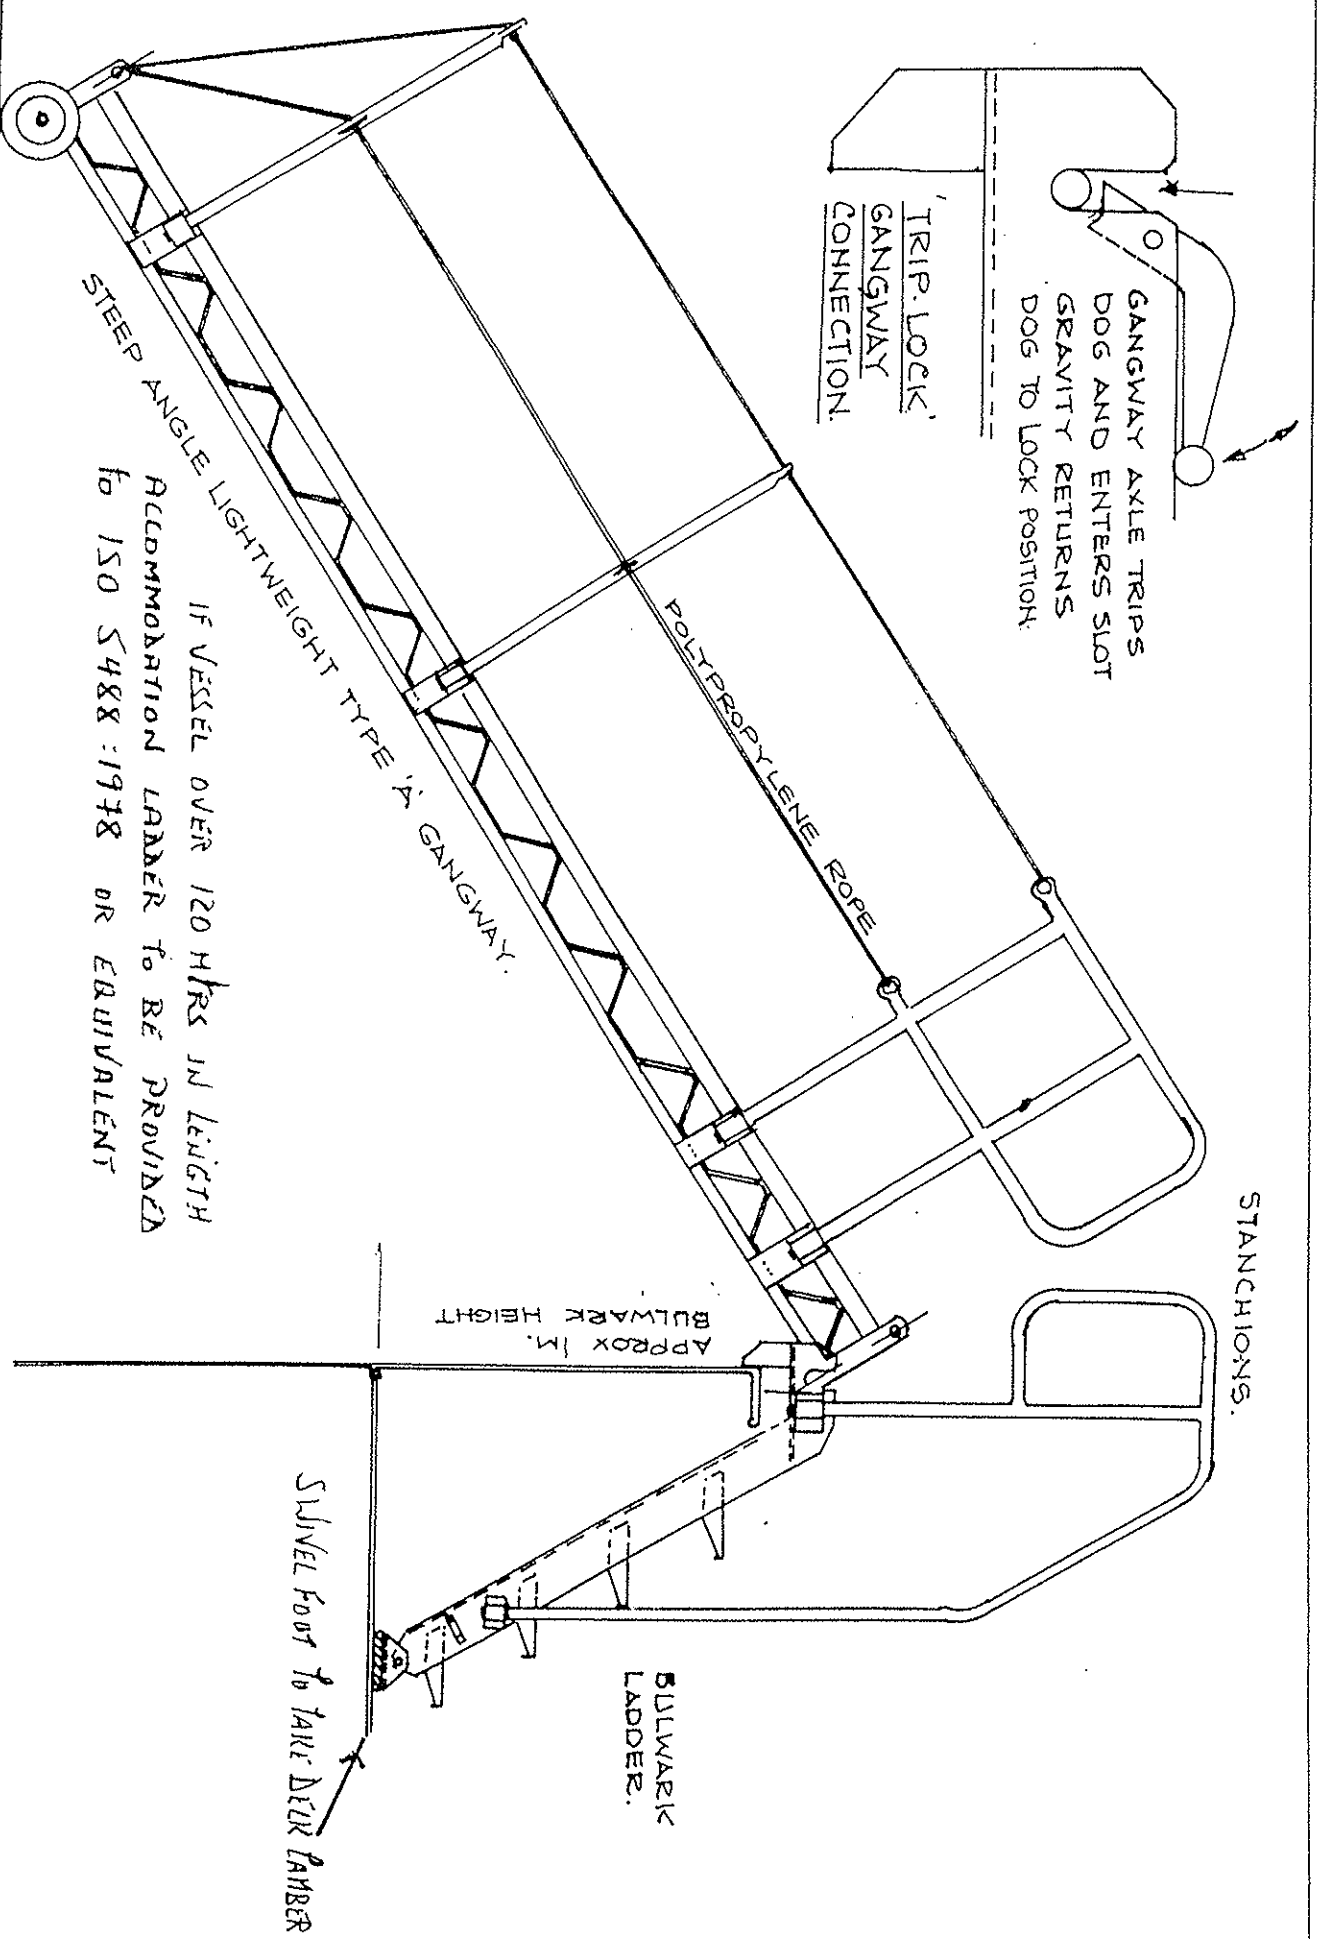 'TRIP. LOCK'
GANGWAY
CONNECTION.
GANGWAY AXLE TRIPS
DOG AND ENTERS SLOT
GRAVITY RETURNS
DOG TO LOCK POSITION.
POLYPROPYLENE ROPE
STANCHIONS.
STEEP ANGLE LIGHTWEIGHT TYPE 'A' GANGWAY.
APPROX 1M.
BULWARK HEIGHT
BULWARK
LADDER.
IF VESSEL OVER 120 MTRS IN LENGTH
ACCOMMODATION LADDER TO BE PROVIDED
TO ISO 5488:1978 OR EQUIVALENT
SWIVEL FOOT TO TAKE DECK CAMBER